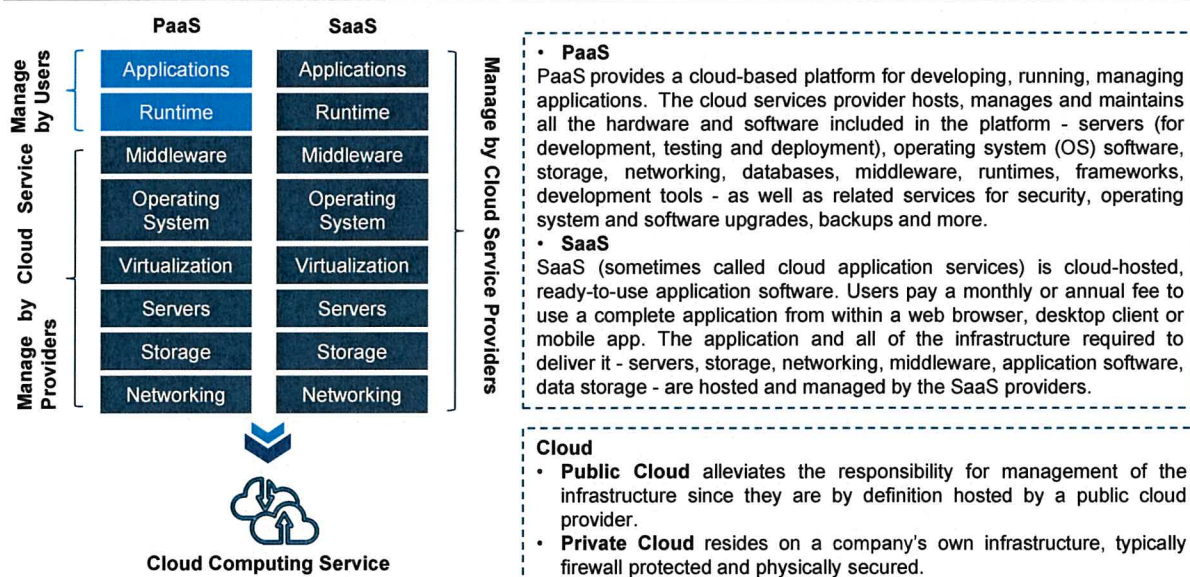 PaaS
SaaS
Manage
by Users
Manage by Cloud Service
Providers
Applications
Runtime
Middleware
Operating
System
Virtualization
Servers
Storage
Networking
Applications
Runtime
Middleware
Operating
System
Virtualization
Servers
Storage
Networking
Manage by Cloud Service Providers
Cloud Computing Service
• PaaS
PaaS provides a cloud-based platform for developing, running, managing
applications. The cloud services provider hosts, manages and maintains
all the hardware and software included in the platform - servers (for
development, testing and deployment), operating system (OS) software,
storage, networking, databases, middleware, runtimes, frameworks,
development tools - as well as related services for security, operating
system and software upgrades, backups and more.
• SaaS
SaaS (sometimes called cloud application services) is cloud-hosted,
ready-to-use application software. Users pay a monthly or annual fee to
use a complete application from within a web browser, desktop client or
mobile app. The application and all of the infrastructure required to
deliver it - servers, storage, networking, middleware, application software,
data storage - are hosted and managed by the SaaS providers.
Cloud
• Public Cloud alleviates the responsibility for management of the
infrastructure since they are by definition hosted by a public cloud
provider.
• Private Cloud resides on a company's own infrastructure, typically
firewall protected and physically secured.